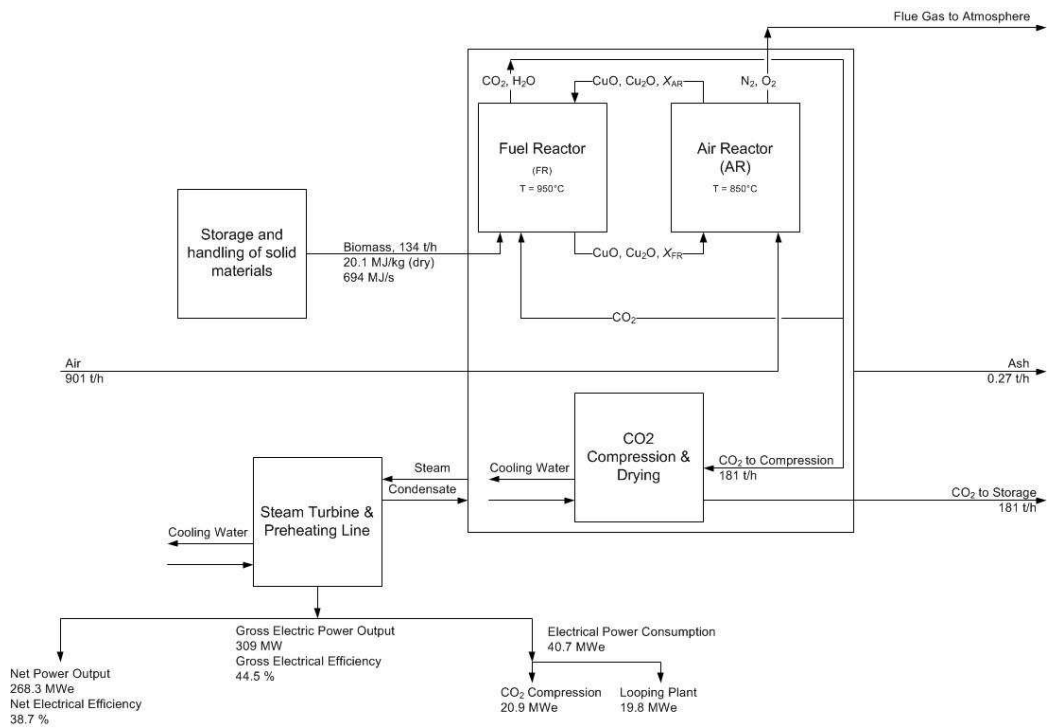 Flue Gas to Atmosphere
CO₂, H₂O
CuO, Cu₂O, X_AR
N₂, O₂
Fuel Reactor
(FR)
T = 950°C
Air Reactor
(AR)
T = 850°C
Storage and
handling of solid
materials
Biomass, 134 t/h
20.1 MJ/kg (dry)
694 MJ/s
CuO, Cu₂O, X_FR
CO₂
Air
901 t/h
Ash
0.27 t/h
CO2
Compression &
Drying
CO₂ to Compression
181 t/h
Steam
Condensate
Cooling Water
CO₂ to Storage
181 t/h
Steam Turbine &
Preheating Line
Cooling Water
Gross Electric Power Output
309 MW
Gross Electrical Efficiency
44.5 %
Electrical Power Consumption
40.7 MWe
Net Power Output
268.3 MWe
Net Electrical Efficiency
38.7 %
CO₂ Compression
20.9 MWe
Looping Plant
19.8 MWe